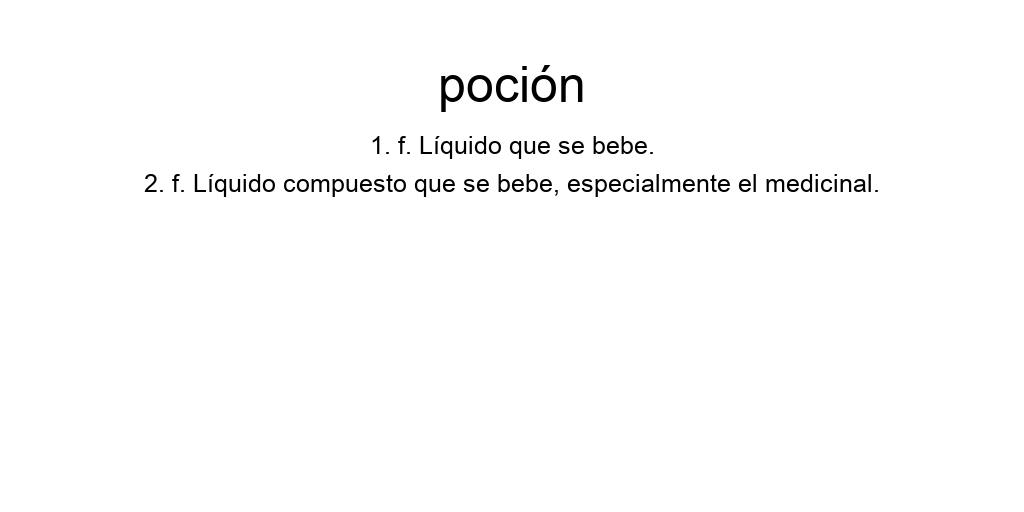 poción
1. f. Líquido que se bebe.
2. f. Líquido compuesto que se bebe, especialmente el medicinal.